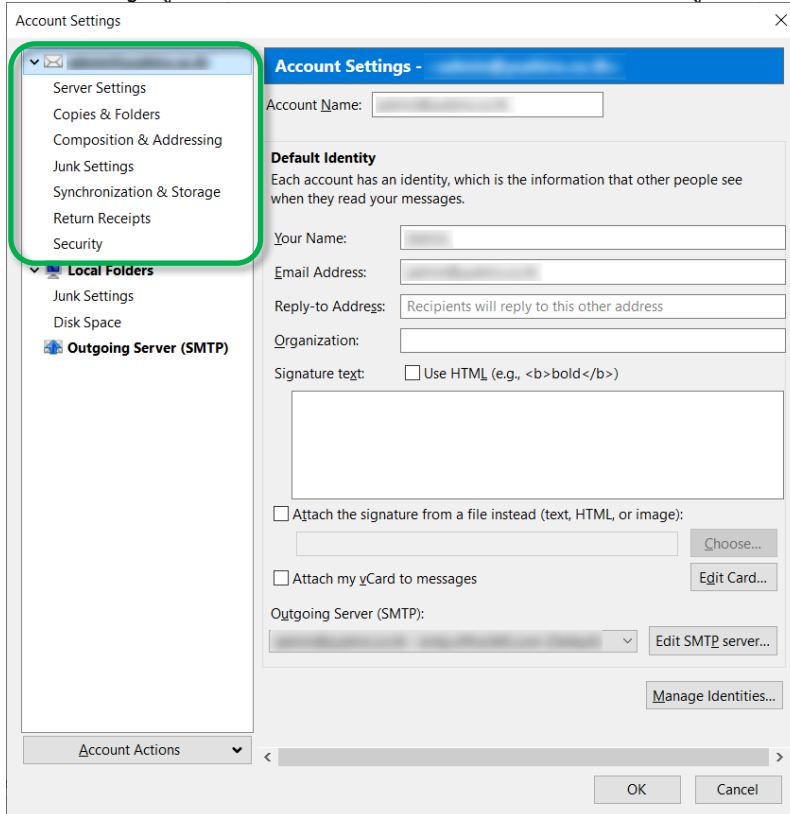 Account Settings
Server Settings
Copies & Folders
Composition & Addressing
Junk Settings
Synchronization & Storage
Return Receipts
Security
Local Folders
Junk Settings
Disk Space
Outgoing Server (SMTP)
Account Actions
Account Settings -
Account Name:
Default Identity
Each account has an identity, which is the information that other people see
when they read your messages.
Your Name:
Email Address:
Reply-to Address: Recipients will reply to this other address
Organization:
Signature text: Use HTML (e.g., <b>bold</b>)
Attach the signature from a file instead (text, HTML, or image):
Choose...
Attach my vCard to messages Edit Card...
Outgoing Server (SMTP):
Edit SMTP server...
Manage Identities...
OK Cancel